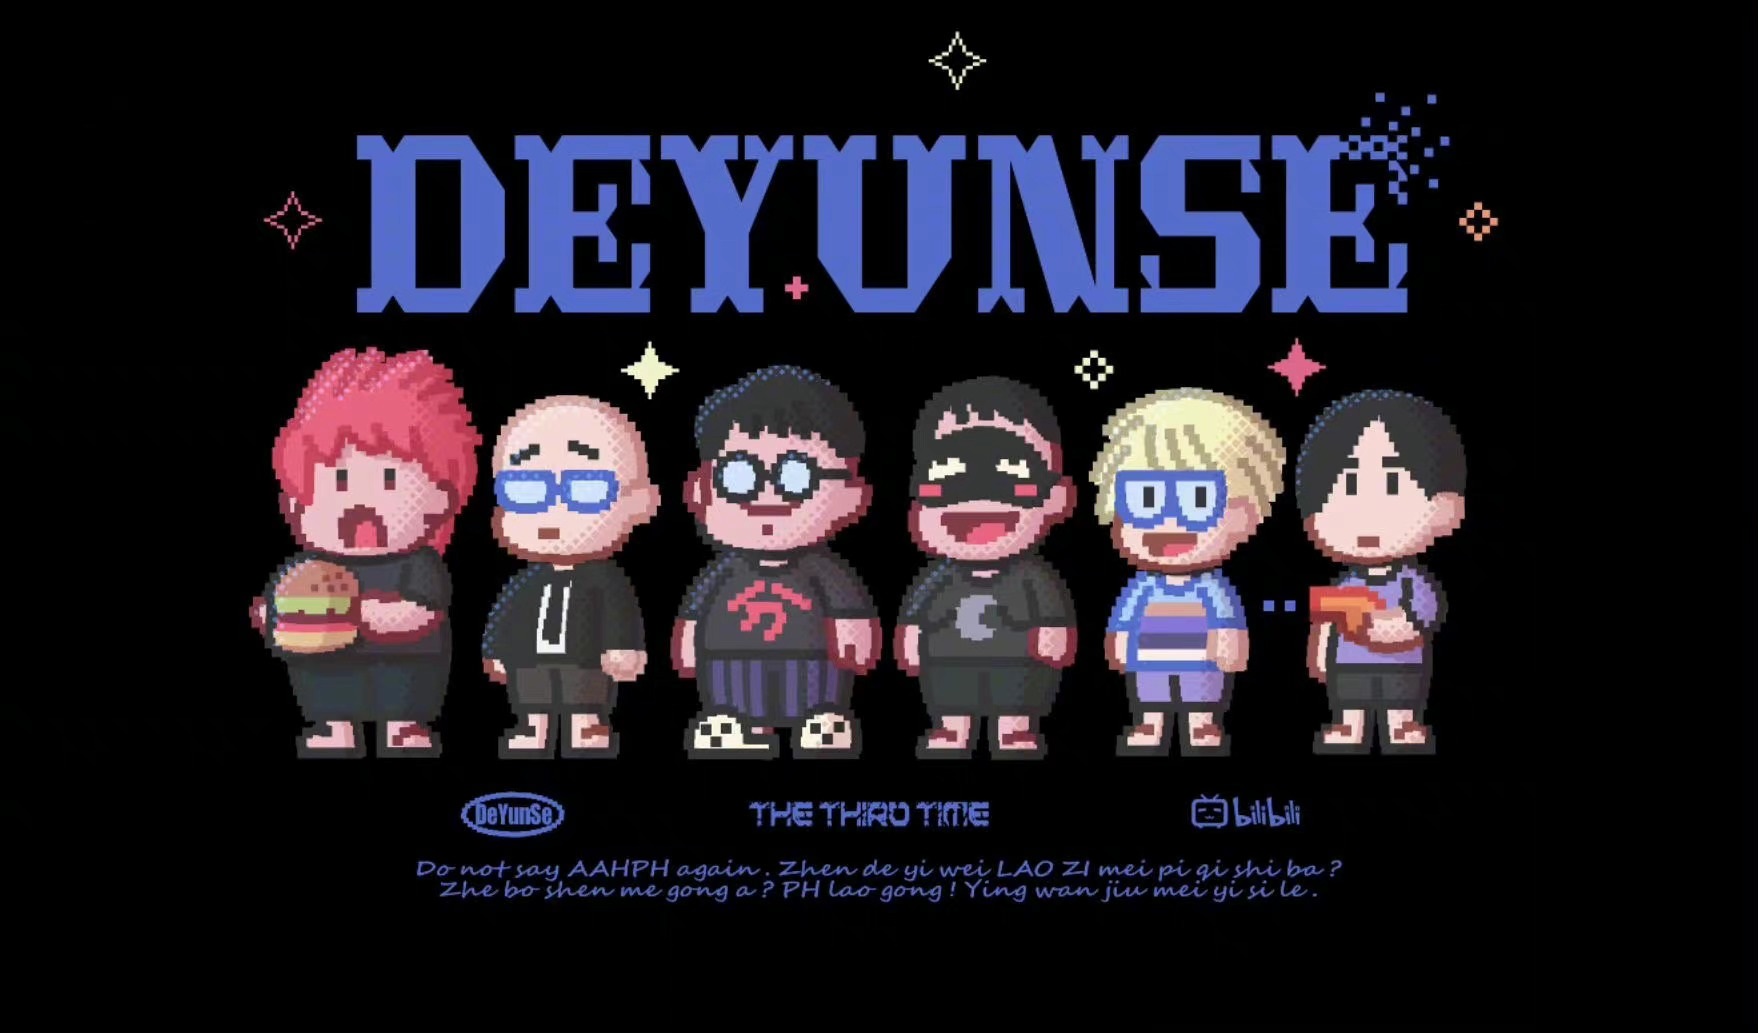 DEYUNSE
DeYunSe
THE THIRD TIME
bilibili
Do not say AAHPH again . Zhen de yi wei LAO ZI mei pi qi shi ba ?
Zhe bo shen me gong a ? PH lao gong ! Ying wan jiu mei yi si le .